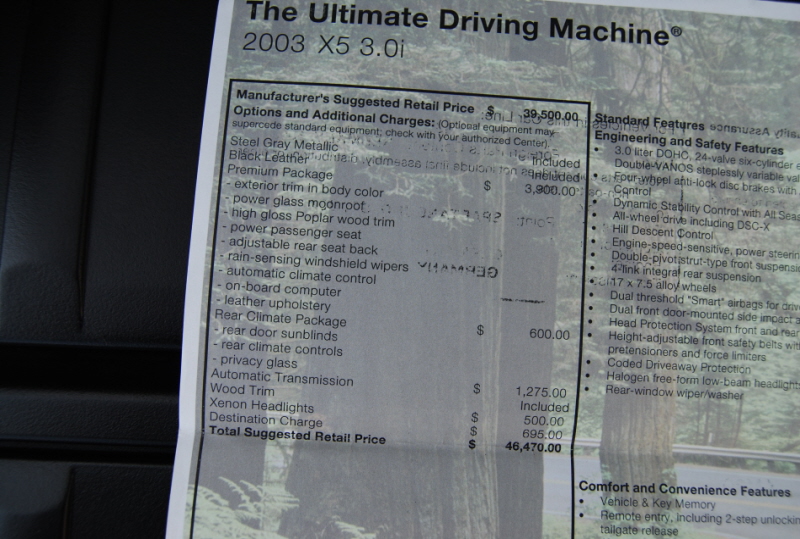 The Ultimate Driving Machine®
2003 X5 3.0i
Manufacturer's Suggested Retail Price $ 39,500.00
Options and Additional Charges: (Optional equipment may
supercede standard equipment; check with your authorized Center).
Steel Gray Metallic Included
Black Leather Included
Premium Package $ 3,900.00
- exterior trim in body color
- power glass moonroof
- high gloss Poplar wood trim
- power passenger seat
- adjustable rear seat back
- rain-sensing windshield wipers
- automatic climate control
- on-board computer
- leather upholstery
Rear Climate Package $ 600.00
- rear door sunblinds
- rear climate controls
- privacy glass
Automatic Transmission $ 1,275.00
Wood Trim Included
Xenon Headlights $ 500.00
Destination Charge $ 695.00
Total Suggested Retail Price $ 46,470.00
Standard Features
Engineering and Safety Features
• 3.0 liter DOHC, 24-valve six-cylinder
Double-VANOS steplessly variable
• Four-wheel anti-lock disc brakes with
Control
• Dynamic Stability Control with All
• All-wheel drive including DSC-X
• Hill Descent Control
• Engine-speed-sensitive, power
• Double-pivot strut-type front
• 4-link integral rear suspension
• 17 x 7.5 alloy wheels
• Dual threshold "Smart" airbags for
• Dual front door-mounted side impact
• Head Protection System front and
• Height-adjustable front safety belts
pretensioners and force limiters
• Coded Driveaway Protection
• Halogen free-form low-beam
• Rear-window wiper/washer
Comfort and Convenience Features
• Vehicle & Key Memory
• Remote entry, including 2-step
tailgate release